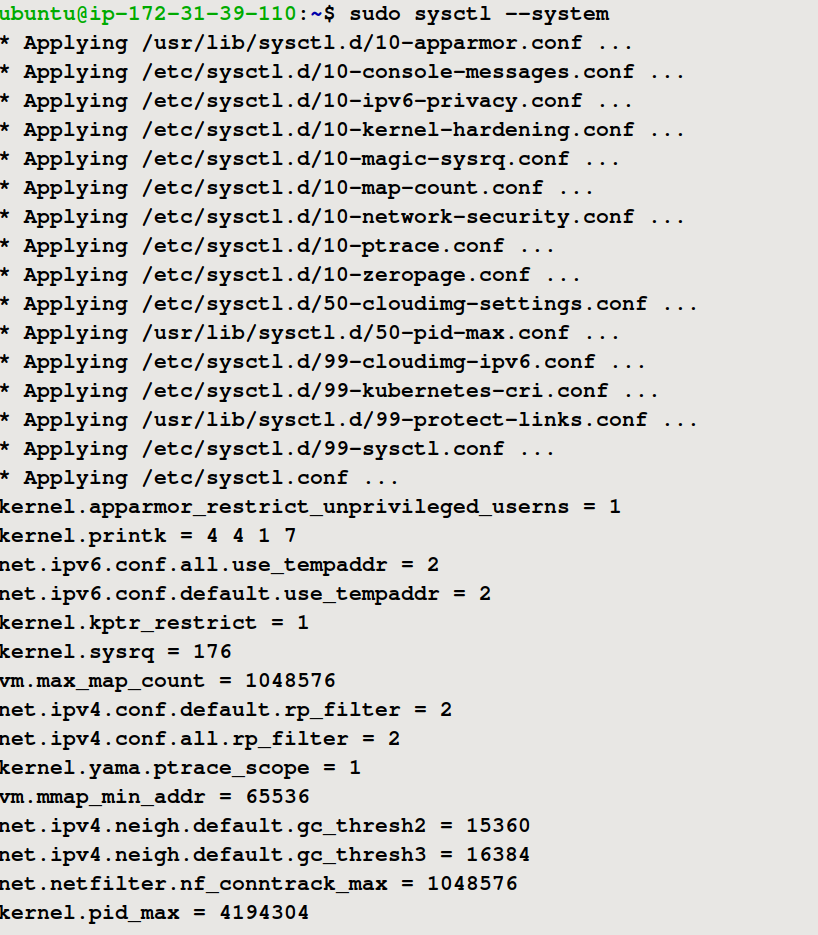 ubuntu@ip-172-31-39-110:~$ sudo sysctl --system
* Applying /usr/lib/sysctl.d/10-apparmor.conf ...
* Applying /etc/sysctl.d/10-console-messages.conf ...
* Applying /etc/sysctl.d/10-ipv6-privacy.conf ...
* Applying /etc/sysctl.d/10-kernel-hardening.conf ...
* Applying /etc/sysctl.d/10-magic-sysrq.conf ...
* Applying /etc/sysctl.d/10-map-count.conf ...
* Applying /etc/sysctl.d/10-network-security.conf ...
* Applying /etc/sysctl.d/10-ptrace.conf ...
* Applying /etc/sysctl.d/10-zeropage.conf ...
* Applying /etc/sysctl.d/50-cloudimg-settings.conf ...
* Applying /usr/lib/sysctl.d/50-pid-max.conf ...
* Applying /etc/sysctl.d/99-cloudimg-ipv6.conf ...
* Applying /etc/sysctl.d/99-kubernetes-cri.conf ...
* Applying /usr/lib/sysctl.d/99-protect-links.conf ...
* Applying /etc/sysctl.d/99-sysctl.conf ...
* Applying /etc/sysctl.conf ...
kernel.apparmor_restrict_unprivileged_userns = 1
kernel.printk = 4 4 1 7
net.ipv6.conf.all.use_tempaddr = 2
net.ipv6.conf.default.use_tempaddr = 2
kernel.kptr_restrict = 1
kernel.sysrq = 176
vm.max_map_count = 1048576
net.ipv4.conf.default.rp_filter = 2
net.ipv4.conf.all.rp_filter = 2
kernel.yama.ptrace_scope = 1
vm.mmap_min_addr = 65536
net.ipv4.neigh.default.gc_thresh2 = 15360
net.ipv4.neigh.default.gc_thresh3 = 16384
net.netfilter.nf_conntrack_max = 1048576
kernel.pid_max = 4194304